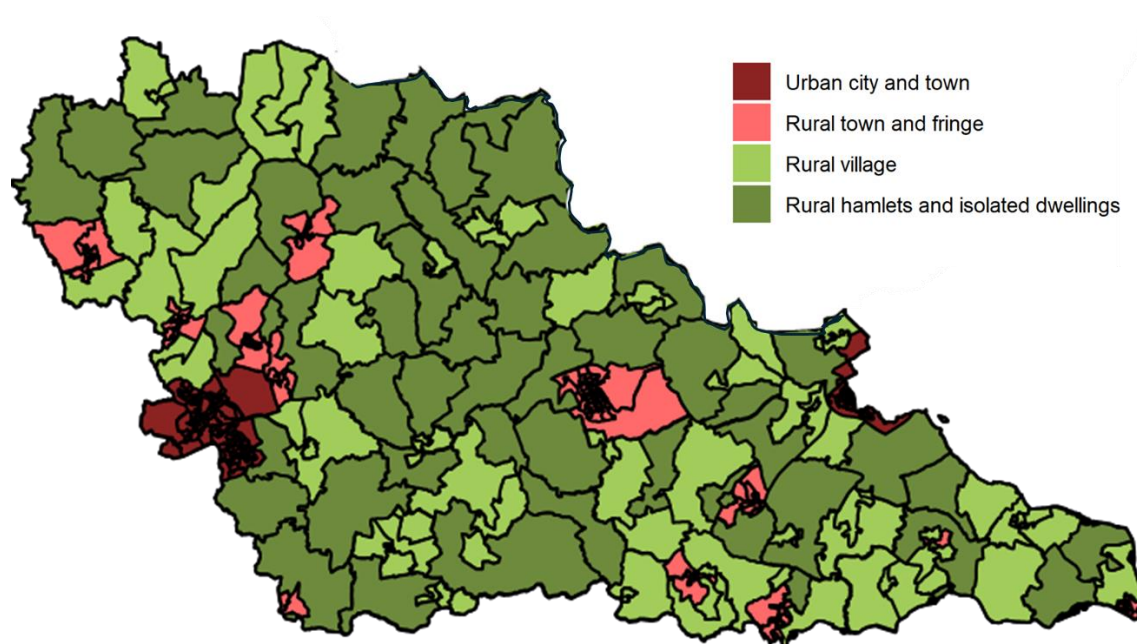 Urban city and town
Rural town and fringe
Rural village
Rural hamlets and isolated dwellings